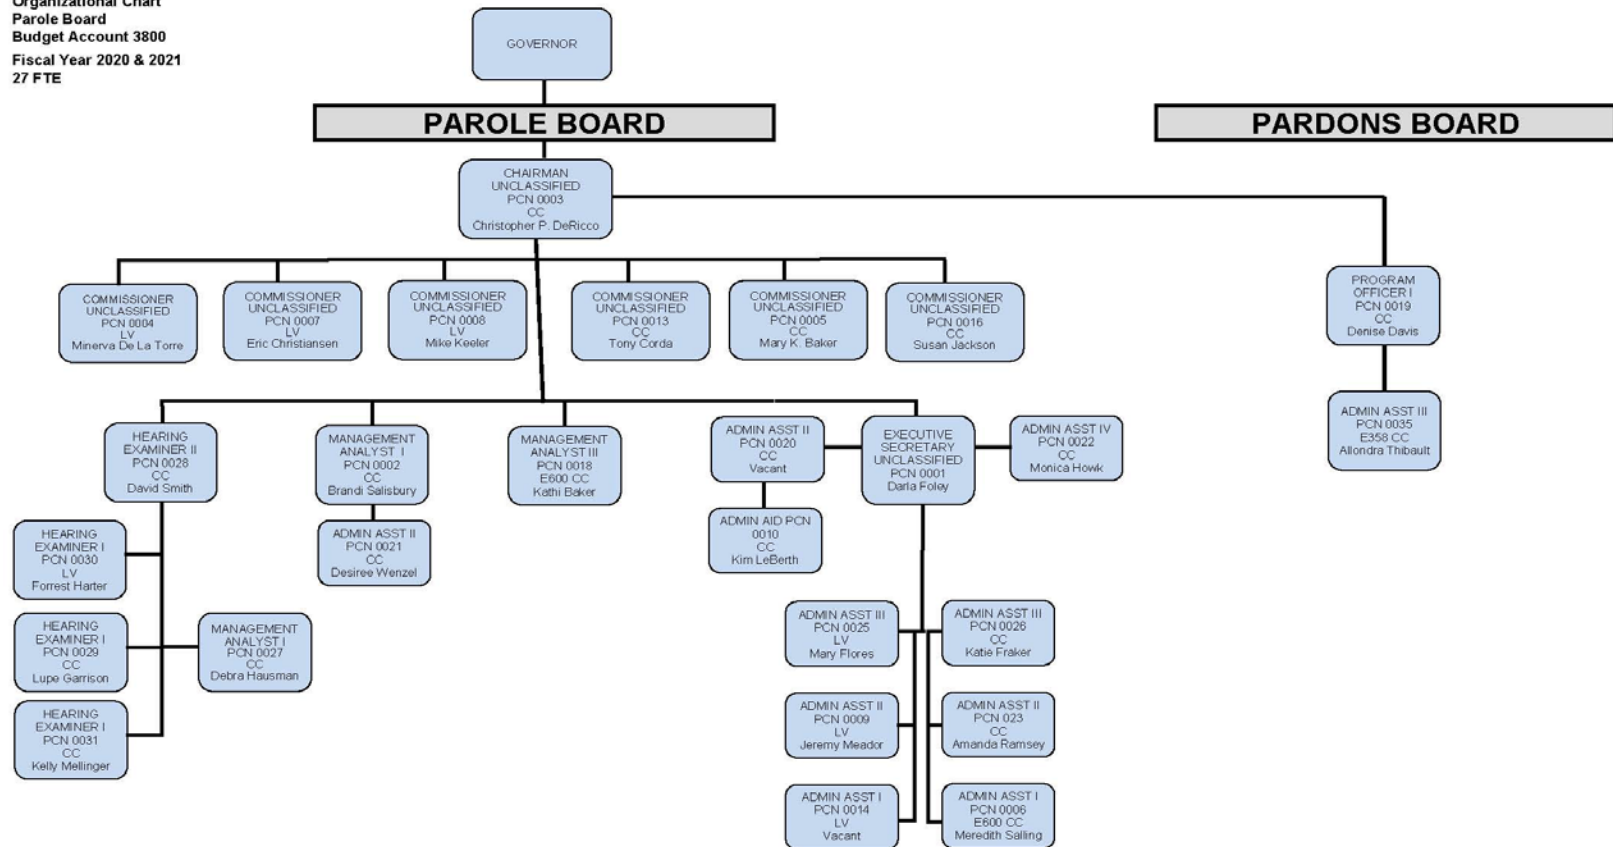 Organizational Chart
Parole Board
Budget Account 3800
Fiscal Year 2020 & 2021
27 FTE
GOVERNOR
PAROLE BOARD
PARDONS BOARD
CHAIRMAN
UNCLASSIFIED
PCN 0003
CC
Christopher P. DeRicco
COMMISSIONER
UNCLASSIFIED
PCN 0004
LV
Minerva De La Torre
COMMISSIONER
UNCLASSIFIED
PCN 0007
LV
Eric Christiansen
COMMISSIONER
UNCLASSIFIED
PCN 0008
LV
Mike Keeler
COMMISSIONER
UNCLASSIFIED
PCN 0013
CC
Tony Corda
COMMISSIONER
UNCLASSIFIED
PCN 0005
CC
Mary K. Baker
COMMISSIONER
UNCLASSIFIED
PCN 0016
CC
Susan Jackson
PROGRAM
OFFICER I
PCN 0019
CC
Denise Davis
ADMIN ASST III
PCN 0035
E358 CC
Allondra Thibault
HEARING
EXAMINER II
PCN 0028
CC
David Smith
MANAGEMENT
ANALYST I
PCN 0002
CC
Brandi Salisbury
MANAGEMENT
ANALYST III
PCN 0018
E600 CC
Kathi Baker
ADMIN ASST II
PCN 0020
CC
Vacant
EXECUTIVE
SECRETARY
UNCLASSIFIED
PCN 0001
Darla Foley
ADMIN ASST IV
PCN 0022
CC
Monica Howk
HEARING
EXAMINER I
PCN 0030
LV
Forrest Harter
ADMIN ASST II
PCN 0021
CC
Desiree Wenzel
ADMIN AID PCN
0010
CC
Kim LeBerth
HEARING
EXAMINER I
PCN 0029
CC
Lupe Garrison
MANAGEMENT
ANALYST I
PCN 0027
CC
Debra Hausman
HEARING
EXAMINER I
PCN 0031
CC
Kelly Mellinger
ADMIN ASST III
PCN 0025
LV
Mary Flores
ADMIN ASST III
PCN 0026
CC
Katie Fraker
ADMIN ASST II
PCN 0009
LV
Jeremy Meador
ADMIN ASST II
PCN 023
CC
Amanda Ramsey
ADMIN ASST I
PCN 0014
LV
Vacant
ADMIN ASST I
PCN 0006
E600 CC
Meredith Salling